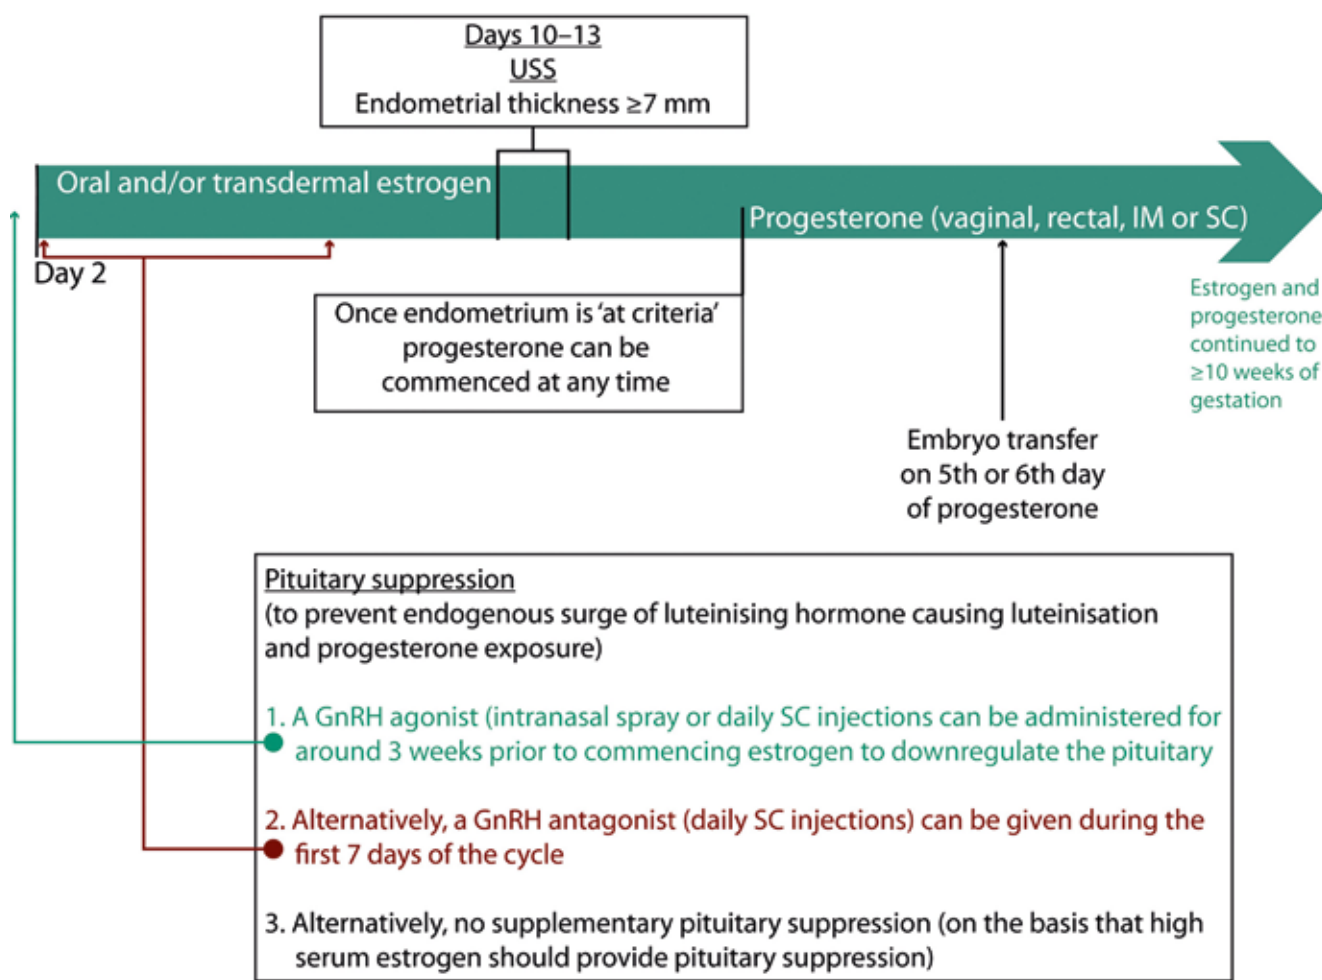 Days 10–13
USS
Endometrial thickness ≥7 mm
Oral and/or transdermal estrogen
Progesterone (vaginal, rectal, IM or SC)
Day 2
Once endometrium is ‘at criteria’
progesterone can be
commenced at any time
Estrogen and
progesterone
continued to
≥10 weeks of
gestation
Embryo transfer
on 5th or 6th day
of progesterone
Pituitary suppression
(to prevent endogenous surge of luteinising hormone causing luteinisation
and progesterone exposure)
1. A GnRH agonist (intranasal spray or daily SC injections can be administered for
around 3 weeks prior to commencing estrogen to downregulate the pituitary
2. Alternatively, a GnRH antagonist (daily SC injections) can be given during the
first 7 days of the cycle
3. Alternatively, no supplementary pituitary suppression (on the basis that high
serum estrogen should provide pituitary suppression)